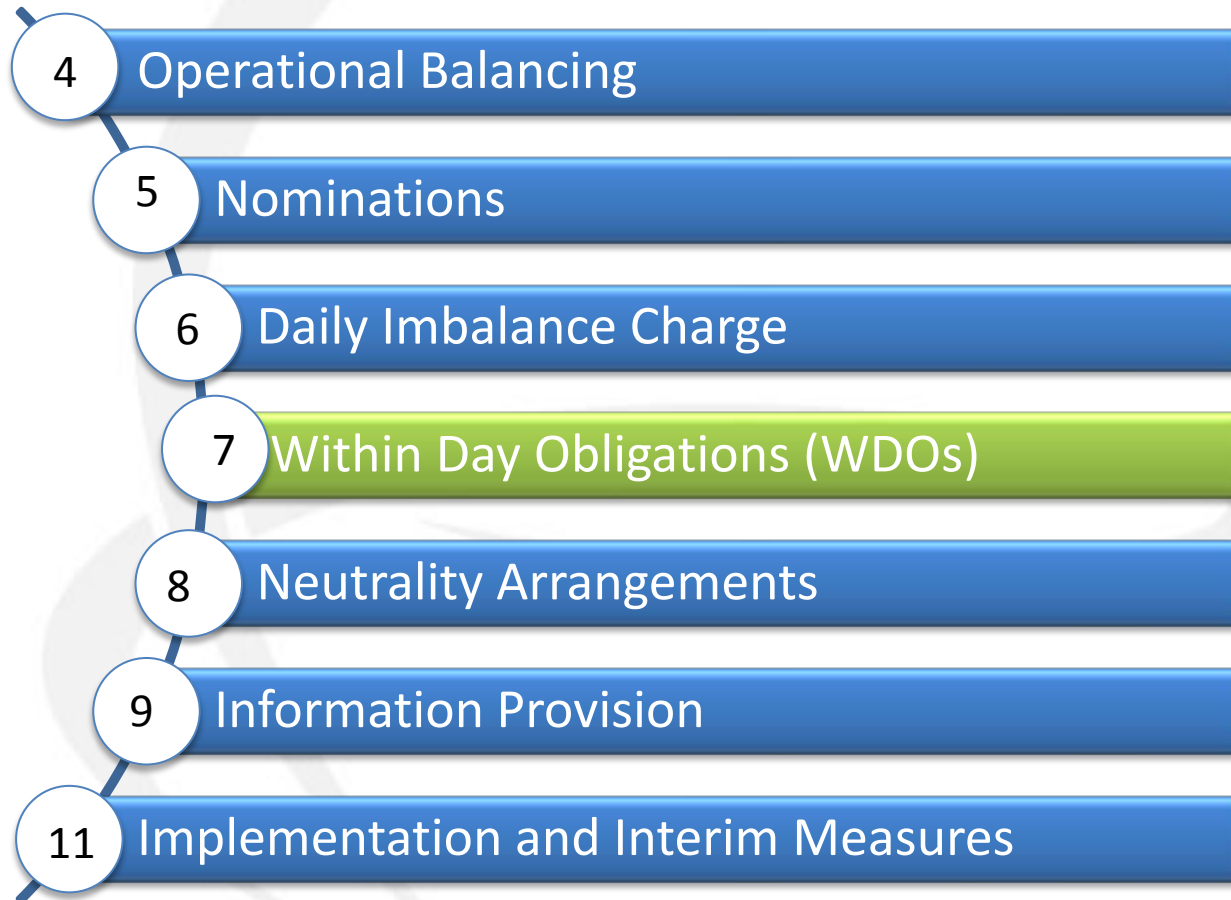 4 Operational Balancing
5 Nominations
6 Daily Imbalance Charge
7 Within Day Obligations (WDOs)
8 Neutrality Arrangements
9 Information Provision
11 Implementation and Interim Measures